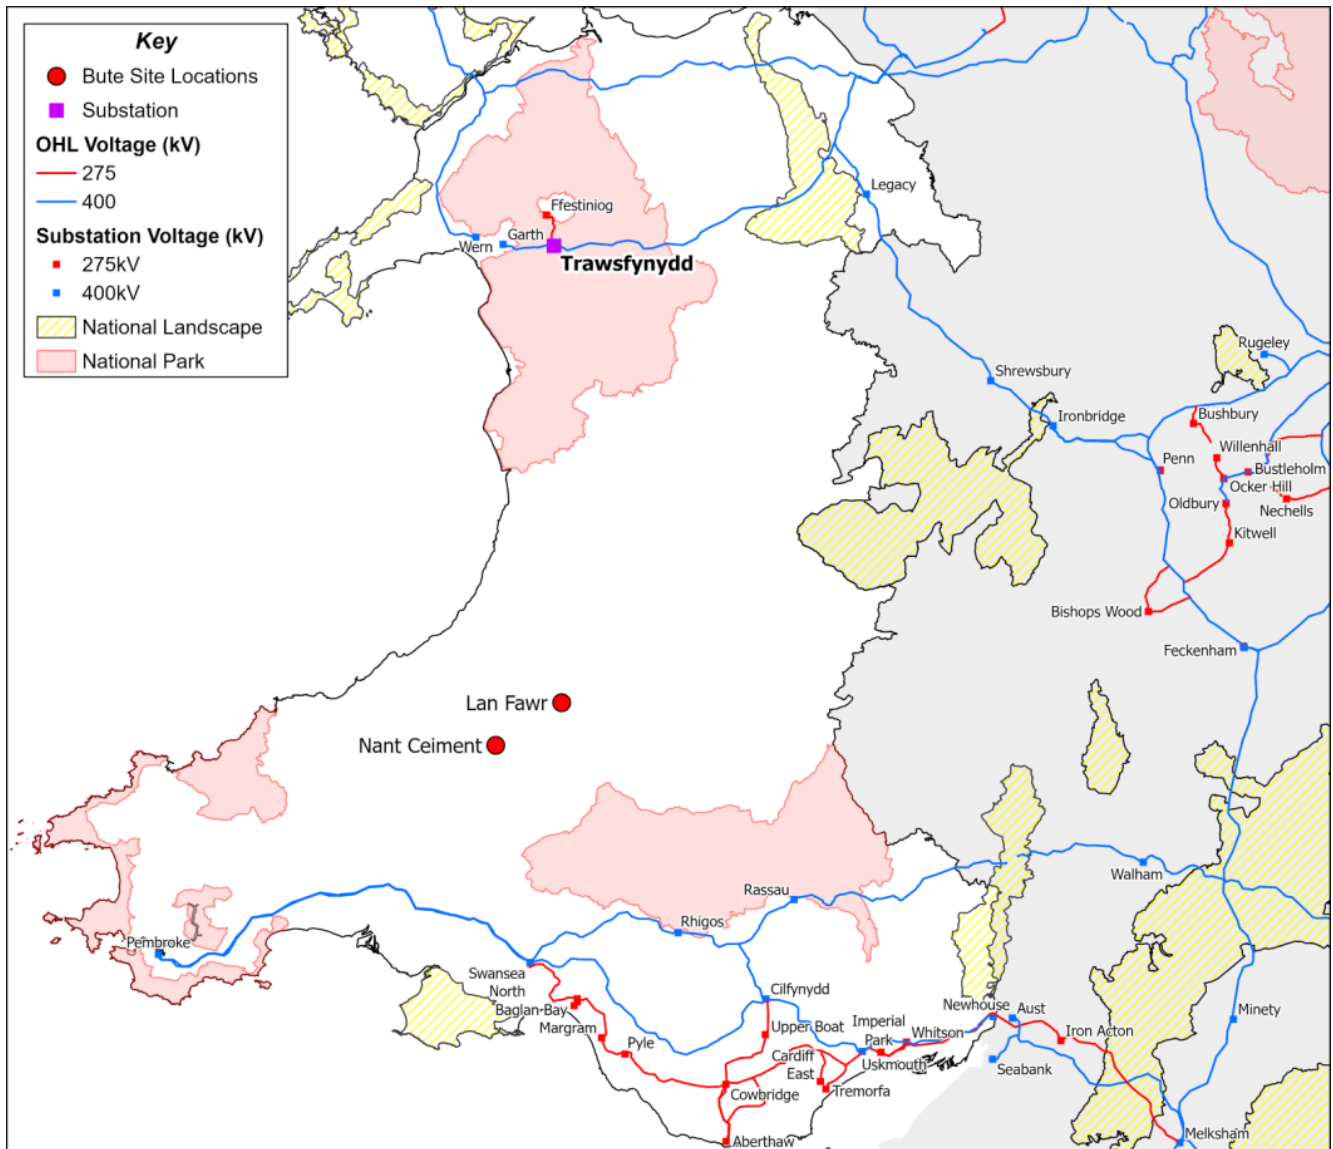 Key
Bute Site Locations
Substation
OHL Voltage (kV)
275
400
Substation Voltage (kV)
275kV
400kV
National Landscape
National Park
Legacy
Ffestiniog
Garth
Wern
Trawsfynydd
Rugeley
Shrewsbury
Ironbridge
Bushbury
Willenhall
Penn
Bustleholm
Ocker Hill
Oldbury
Nechells
Kitwell
Bishops Wood
Feckenham
Lan Fawr
Nant Ceiment
Walham
Rassau
Rhigos
Pembroke
Swansea
North
Baglan-Bay
Margram
Pyle
Cilfynydd
Upper Boat
Cardiff
East
Imperial
Park
Uskmouth
Whitson
Newhouse
Aust
Iron Acton
Minety
Seabank
Tremorfa
Cowbridge
Aberthaw
Melksham